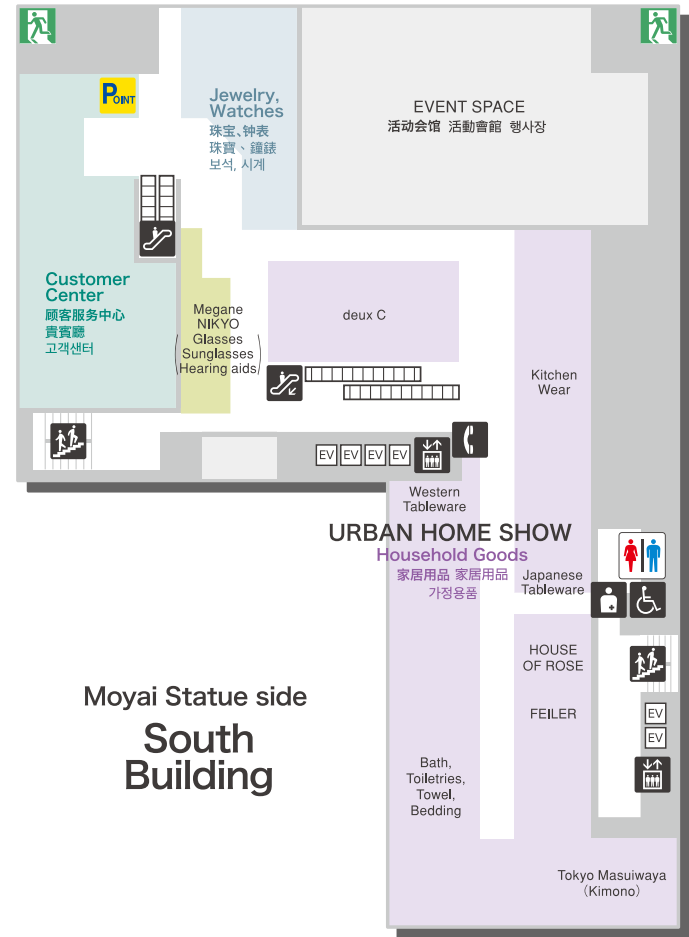 POINT
Jewelry,
Watches
珠宝、钟表
珠寶、鐘錶
보석, 시계
EVENT SPACE
活动会馆 活動會館 행사장
Customer
Center
顾客服务中心
貴賓廳
고객센터
Megane
NIKYO
(Glasses
Sunglasses
Hearing aids)
deux C
Kitchen
Wear
EV EV EV EV
Western
Tableware
URBAN HOME SHOW
Household Goods
家居用品 家居用品
가정용품
Japanese
Tableware
HOUSE
OF ROSE
FEILER
EV
EV
Moyai Statue side
South
Building
Bath,
Toiletries,
Towel,
Bedding
Tokyo Masuiwaya
（Kimono）